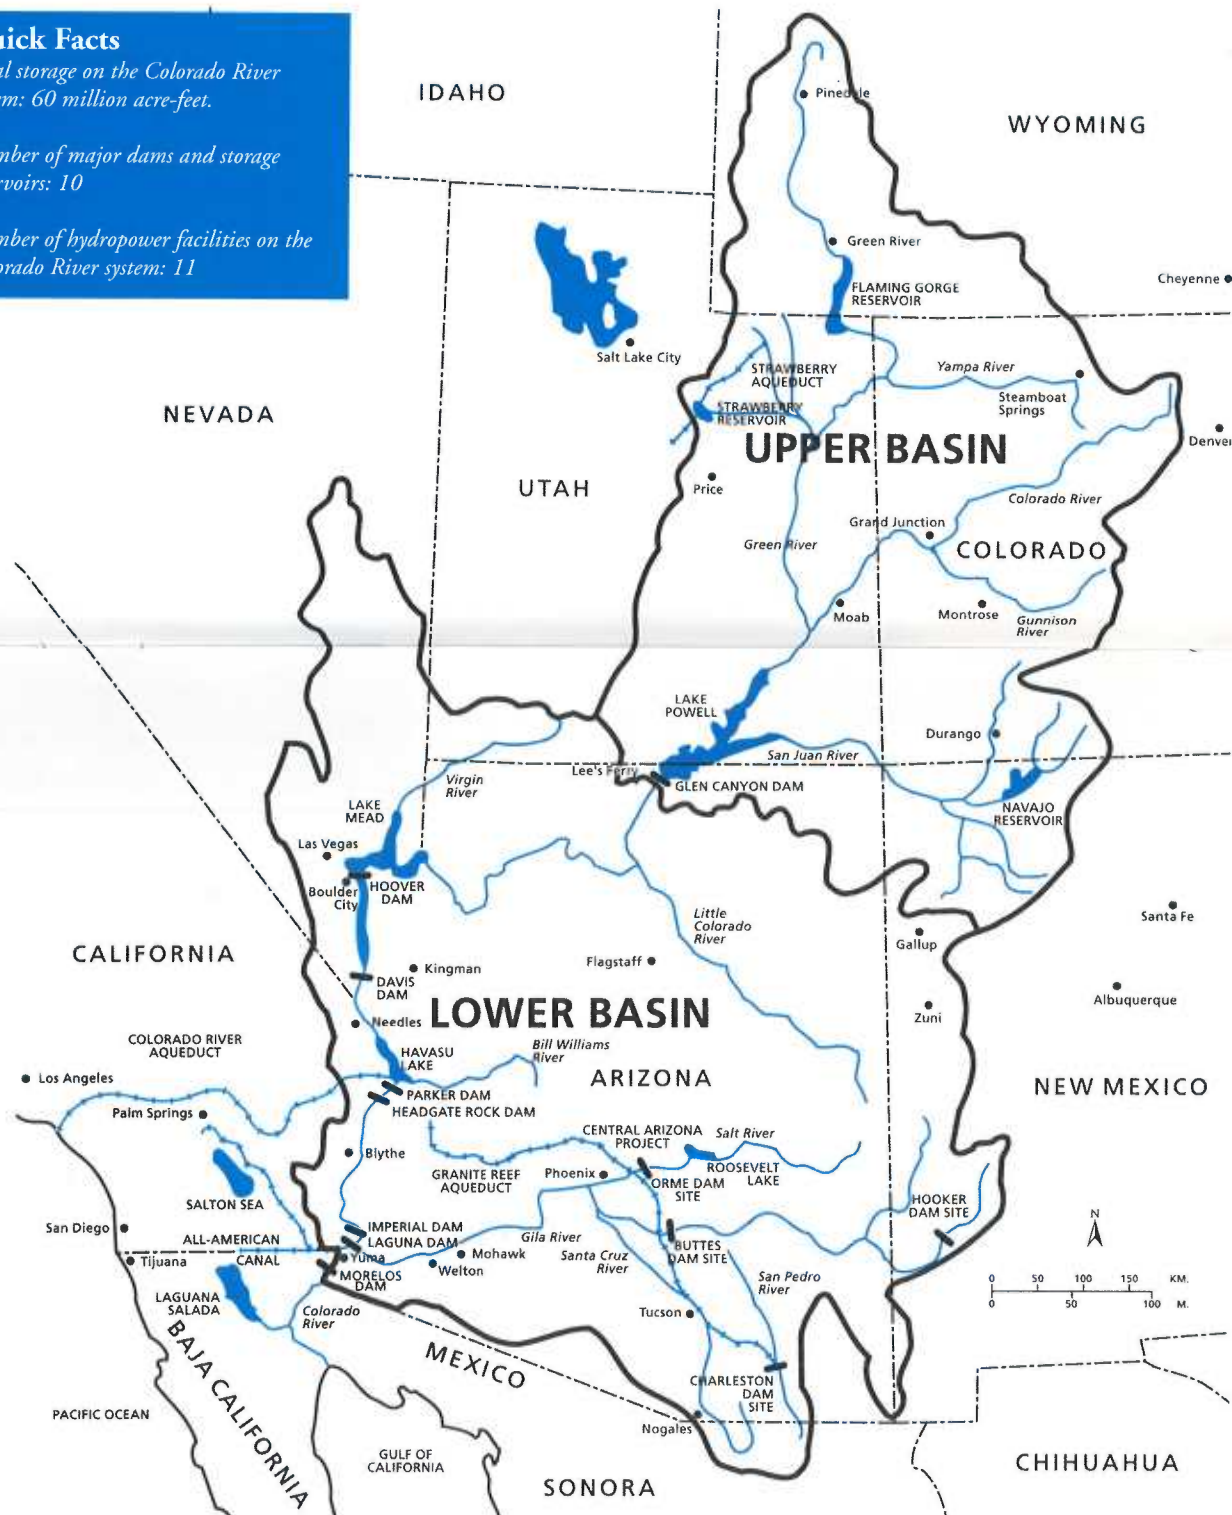 uick Facts
al storage on the Colorado River
em: 60 million acre-feet.
mber of major dams and storage
ervoirs: 10
mber of hydropower facilities on the
orado River system: 11
IDAHO
WYOMING
Pinedale
Green River
FLAMING GORGE
RESERVOIR
Cheyenne
Salt Lake City
STRAWBERRY
AQUEDUCT
Yampa River
Steamboat
Springs
STRAWBERRY
RESERVOIR
NEVADA
UPPER BASIN
Denver
UTAH
Price
Colorado River
Grand Junction
Green River
COLORADO
Moab
Montrose
Gunnison
River
LAKE
POWELL
Durango
San Juan River
Lee's Ferry
GLEN CANYON DAM
Virgin
River
NAVAJO
RESERVOIR
LAKE
MEAD
Las Vegas
Boulder
City
HOOVER
DAM
Little
Colorado
River
Santa Fe
Gallup
CALIFORNIA
Kingman
Flagstaff
DAVIS
DAM
Albuquerque
Needles
LOWER BASIN
Zuni
COLORADO RIVER
AQUEDUCT
HAVASU
LAKE
Bill Williams
River
Los Angeles
ARIZONA
NEW MEXICO
PARKER DAM
HEADGATE ROCK DAM
Palm Springs
CENTRAL ARIZONA
PROJECT
Salt River
Blythe
GRANITE REEF
AQUEDUCT
Phoenix
ROOSEVELT
LAKE
ORME DAM
SITE
SALTON SEA
HOOKER
DAM SITE
San Diego
IMPERIAL DAM
LAGUNA DAM
ALL-AMERICAN
CANAL
Gila River
N
Tijuana
Yuma
Mohawk
Welton
Santa Cruz
River
BUTTES
DAM SITE
MORELOS
DAM
San Pedro
River
0 50 100 150 KM.
0 50 100 M.
LAGUANA
SALADA
Colorado
River
Tucson
BAJA CALIFORNIA
MEXICO
CHARLESTON
DAM
SITE
PACIFIC OCEAN
Nogales
GULF OF
CALIFORNIA
SONORA
CHIHUAHUA